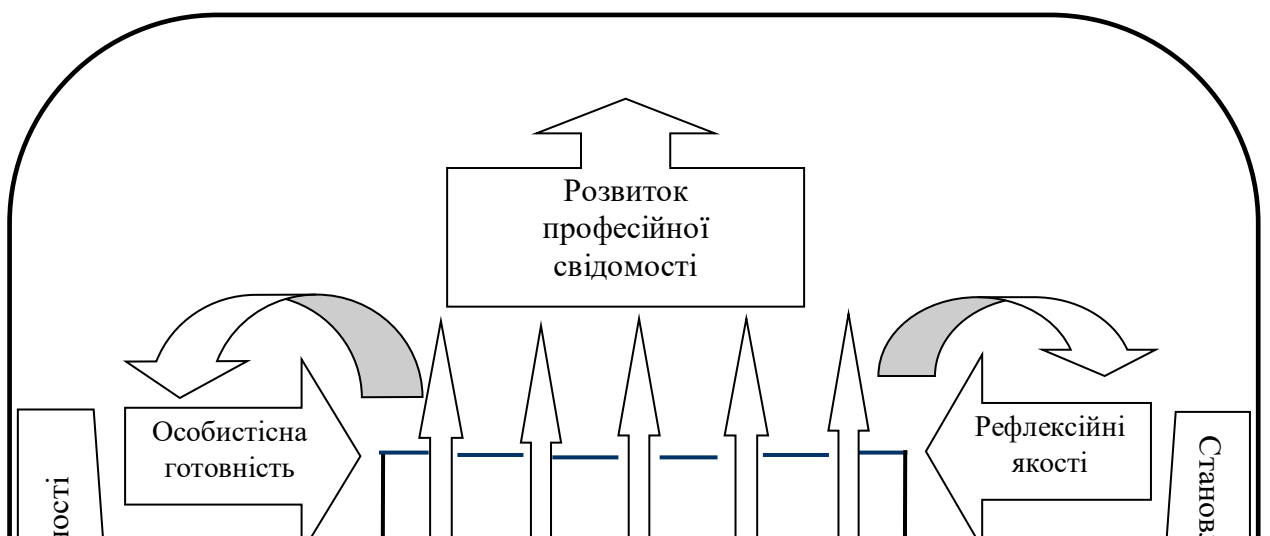 Розвиток
професійної
свідомості
Особистісна
готовність
Рефлексійні
якості